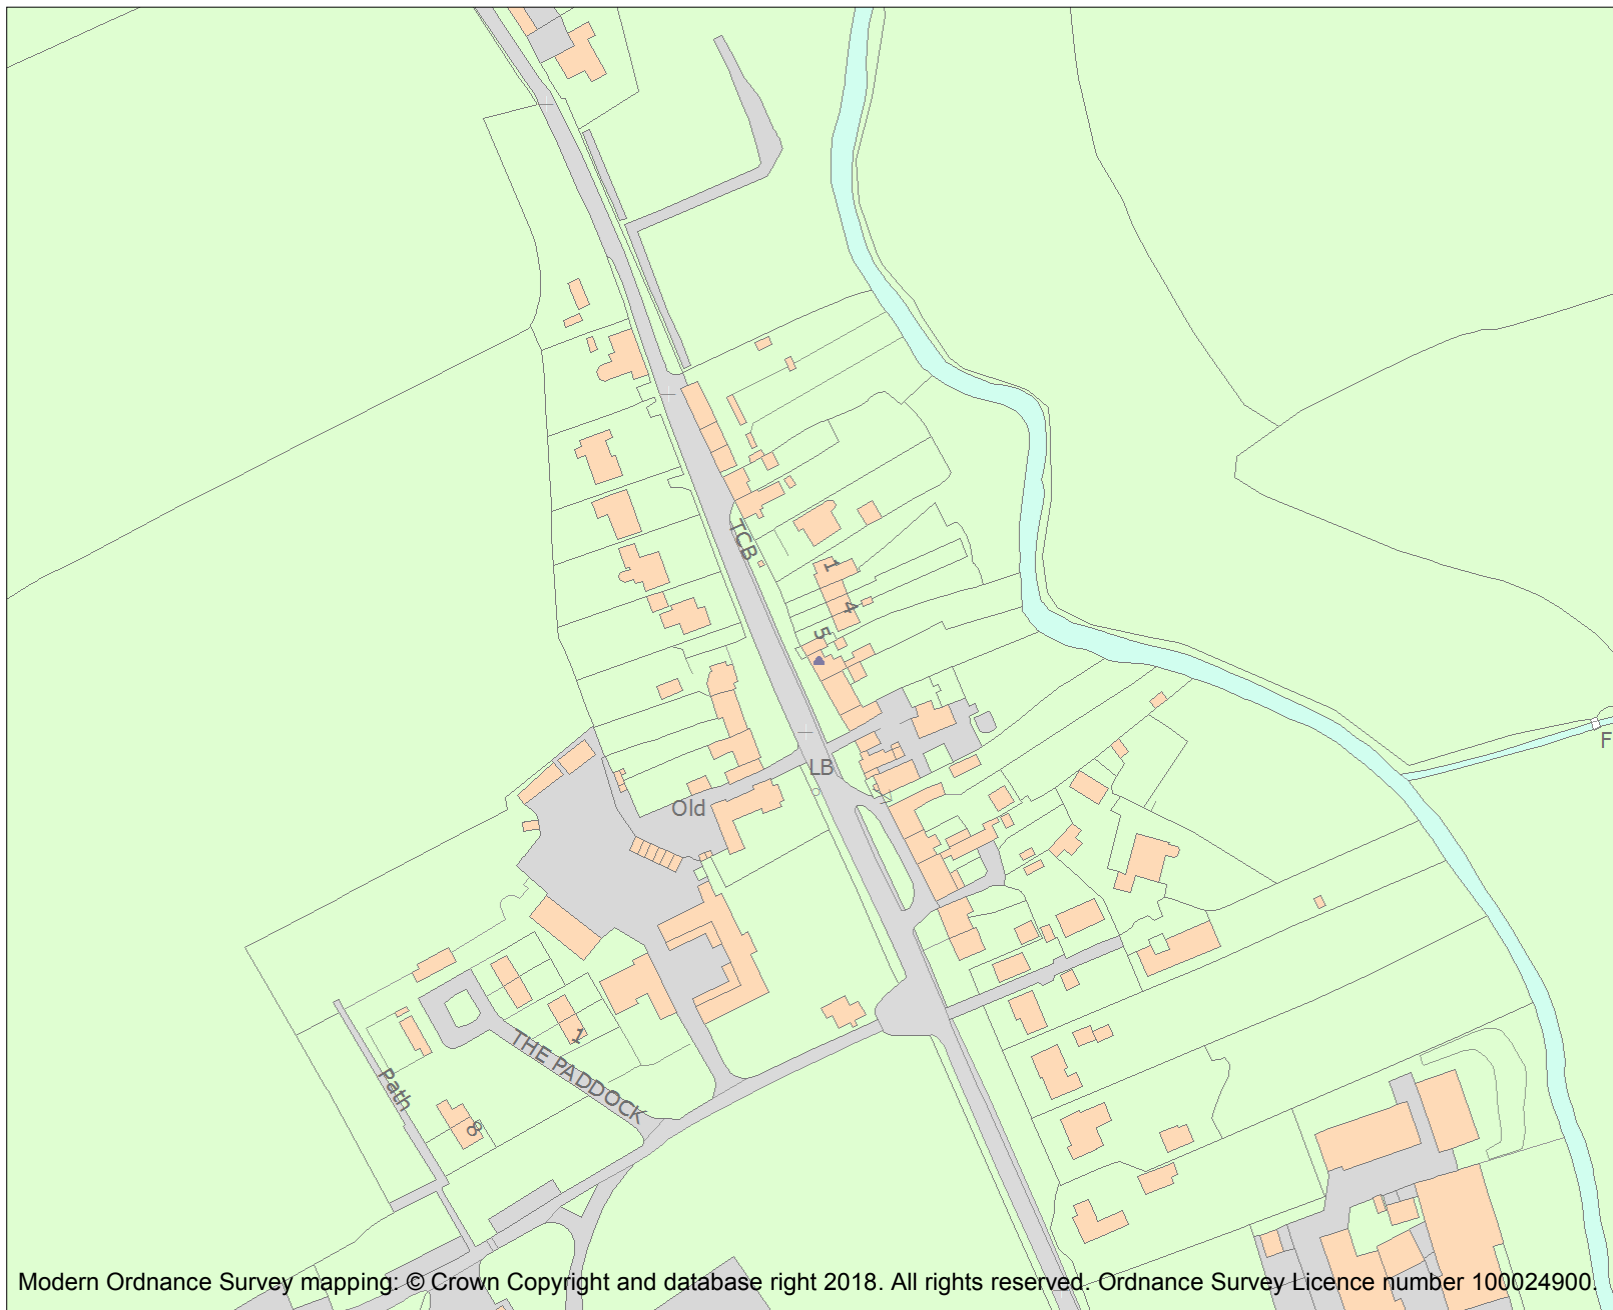 TCB
1
4
5
LB
Old
F
THE PADDOCK
1
Path
8
Modern Ordnance Survey mapping: © Crown Copyright and database right 2018. All rights reserved. Ordnance Survey Licence number 100024900.